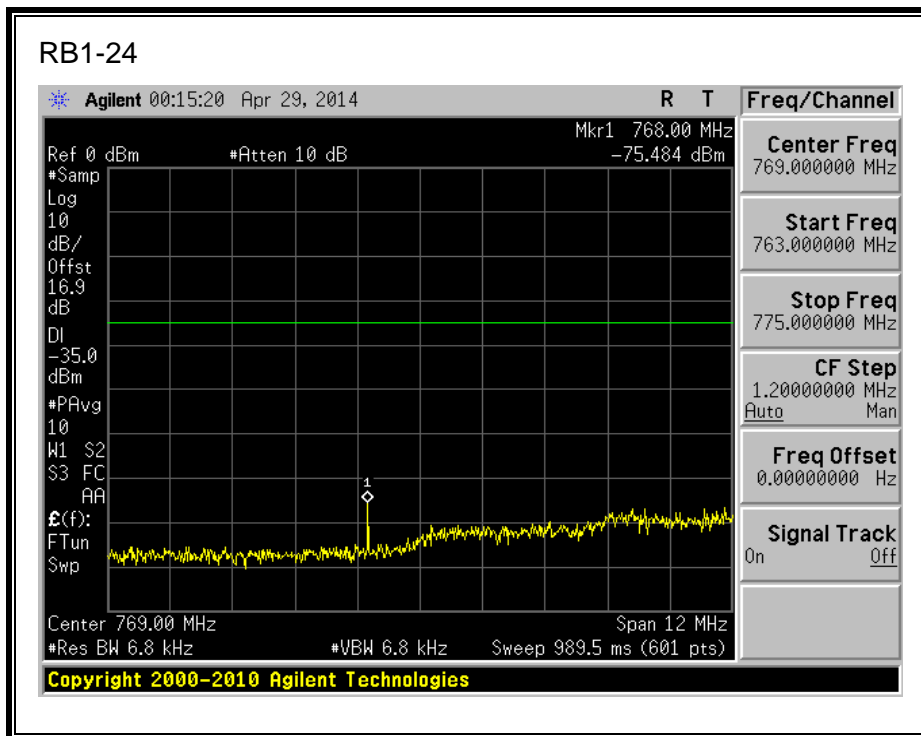 RB1-24
Agilent 00:15:20 Apr 29, 2014 R T
Mkr1 768.00 MHz
Ref 0 dBm #Atten 10 dB -75.484 dBm
#Samp
Log
10
dB/
Offst
16.9
dB
DI
-35.0
dBm
#PAvg
10
W1 S2
S3 FC
AA
£(f):
FTun
Swp
1
Center 769.00 MHz Span 12 MHz
#Res BW 6.8 kHz #VBW 6.8 kHz Sweep 989.5 ms (601 pts)
Copyright 2000-2010 Agilent Technologies
Freq/Channel
Center Freq
769.000000 MHz
Start Freq
763.000000 MHz
Stop Freq
775.000000 MHz
CF Step
1.20000000 MHz
Auto Man
Freq Offset
0.00000000 Hz
Signal Track
On Off